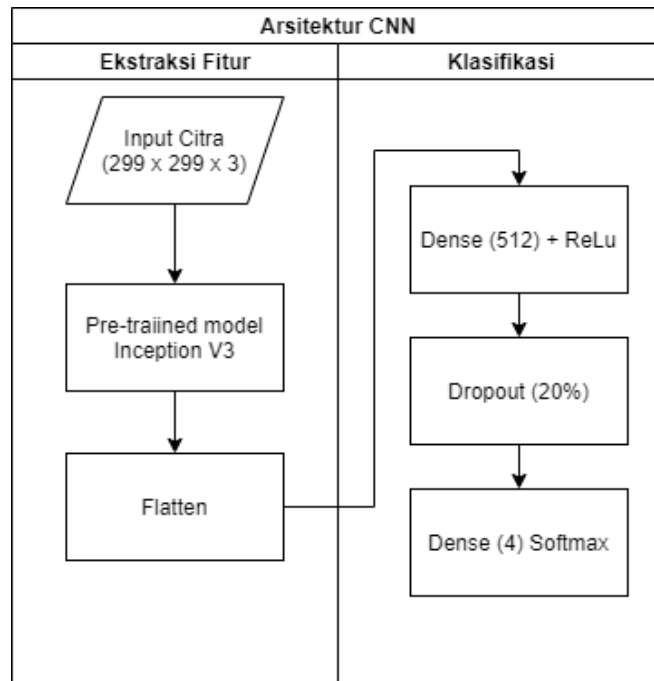 Arsitektur CNN
Ekstraksi Fitur
Klasifikasi
Input Citra
(299 x 299 x 3)
Pre-traiined model
Inception V3
Flatten
Dense (512) + ReLu
Dropout (20%)
Dense (4) Softmax